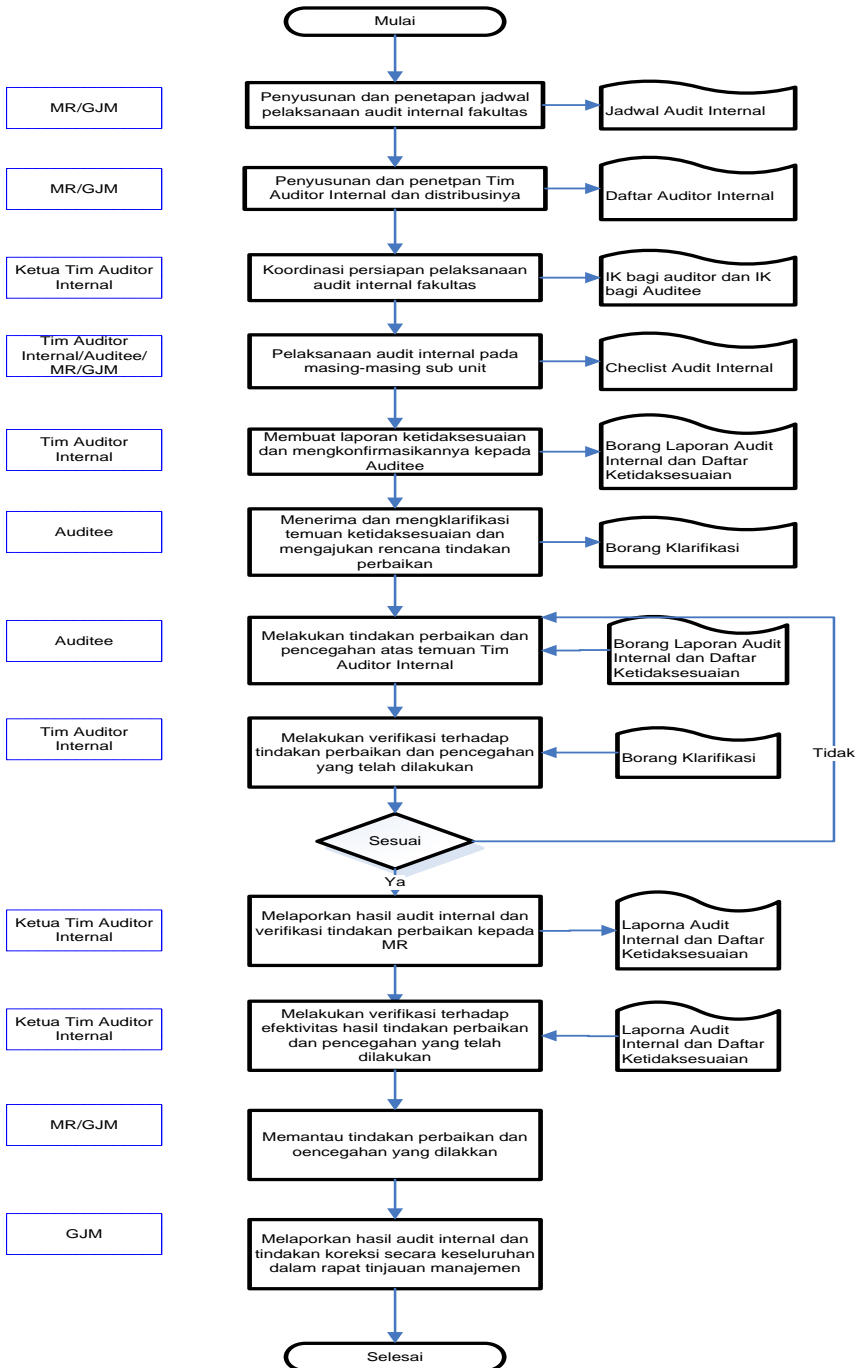 Mulai
MR/GJM
Penyusunan dan penetapan jadwal
pelaksanaan audit internal fakultas
Jadwal Audit Internal
MR/GJM
Penyusunan dan penetpan Tim
Auditor Internal dan distribusinya
Daftar Auditor Internal
Ketua Tim Auditor
Internal
Koordinasi persiapan pelaksanaan
audit internal fakultas
IK bagi auditor dan IK
bagi Auditee
Tim Auditor
Internal/Auditee/
MR/GJM
Pelaksanaan audit internal pada
masing-masing sub unit
Checlist Audit Internal
Tim Auditor
Internal
Membuat laporan ketidaksesuaian
dan mengkonfirmasikannya kepada
Auditee
Borang Laporan Audit
Internal dan Daftar
Ketidaksesuaian
Auditee
Menerima dan mengklarifikasi
temuan ketidaksesuaian dan
mengajukan rencana tindakan
perbaikan
Borang Klarifikasi
Auditee
Melakukan tindakan perbaikan dan
pencegahan atas temuan Tim
Auditor Internal
Borang Laporan Audit
Internal dan Daftar
Ketidaksesuaian
Tim Auditor
Internal
Melakukan verifikasi terhadap
tindakan perbaikan dan pencegahan
yang telah dilakukan
Borang Klarifikasi
Tidak
Sesuai
Ya
Ketua Tim Auditor
Internal
Melaporkan hasil audit internal dan
verifikasi tindakan perbaikan kepada
MR
Laporna Audit
Internal dan Daftar
Ketidaksesuaian
Ketua Tim Auditor
Internal
Melakukan verifikasi terhadap
efektivitas hasil tindakan perbaikan
dan pencegahan yang telah
dilakukan
Laporna Audit
Internal dan Daftar
Ketidaksesuaian
MR/GJM
Memantau tindakan perbaikan dan
oencegahan yang dilakkan
GJM
Melaporkan hasil audit internal dan
tindakan koreksi secara keseluruhan
dalam rapat tinjauan manajemen
Selesai